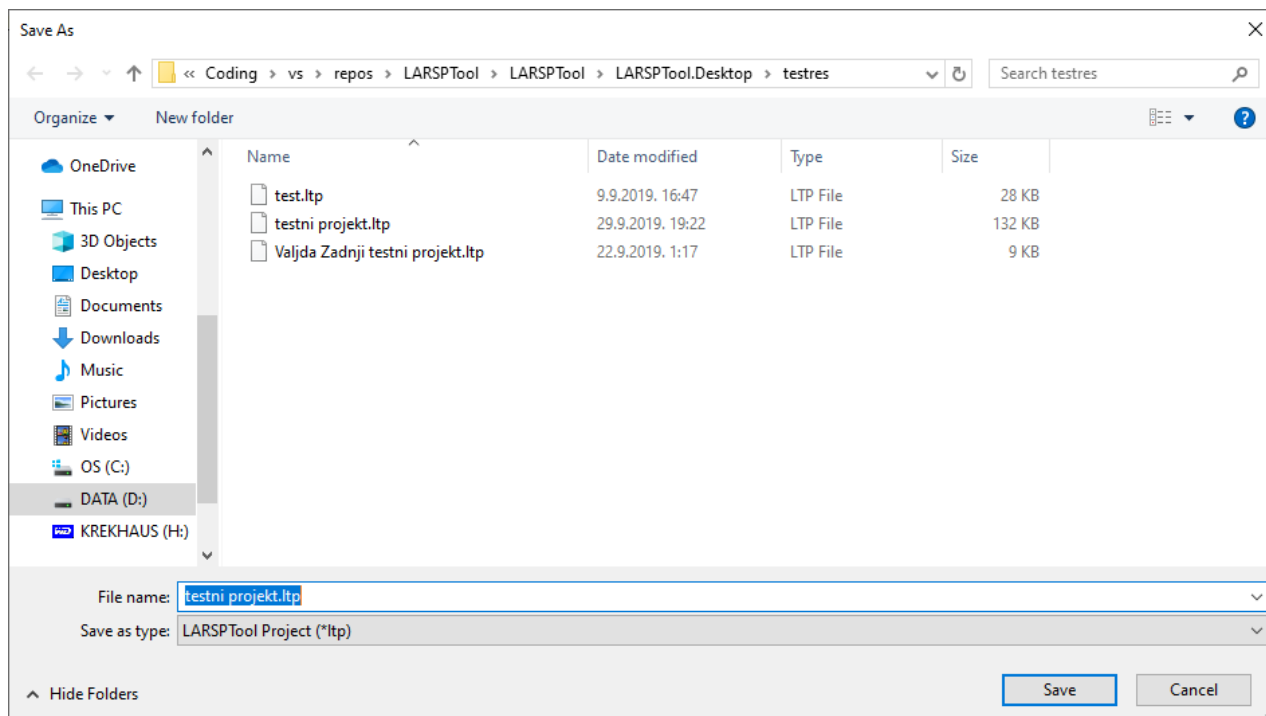 Save As
« Coding > vs > repos > LARSPTool > LARSPTool > LARSPTool.Desktop > testres
Search testres
Organize
New folder
?
OneDrive
This PC
3D Objects
Desktop
Documents
Downloads
Music
Pictures
Videos
OS (C:)
DATA (D:)
WD KREKHAUS (H:)
Name Date modified Type Size
test.ltp 9.9.2019. 16:47 LTP File 28 KB
testni projekt.ltp 29.9.2019. 19:22 LTP File 132 KB
Valjda Zadnji testni projekt.ltp 22.9.2019. 1:17 LTP File 9 KB
File name: testni projekt.ltp
Save as type: LARSPTool Project (*ltp)
Hide Folders
Save
Cancel